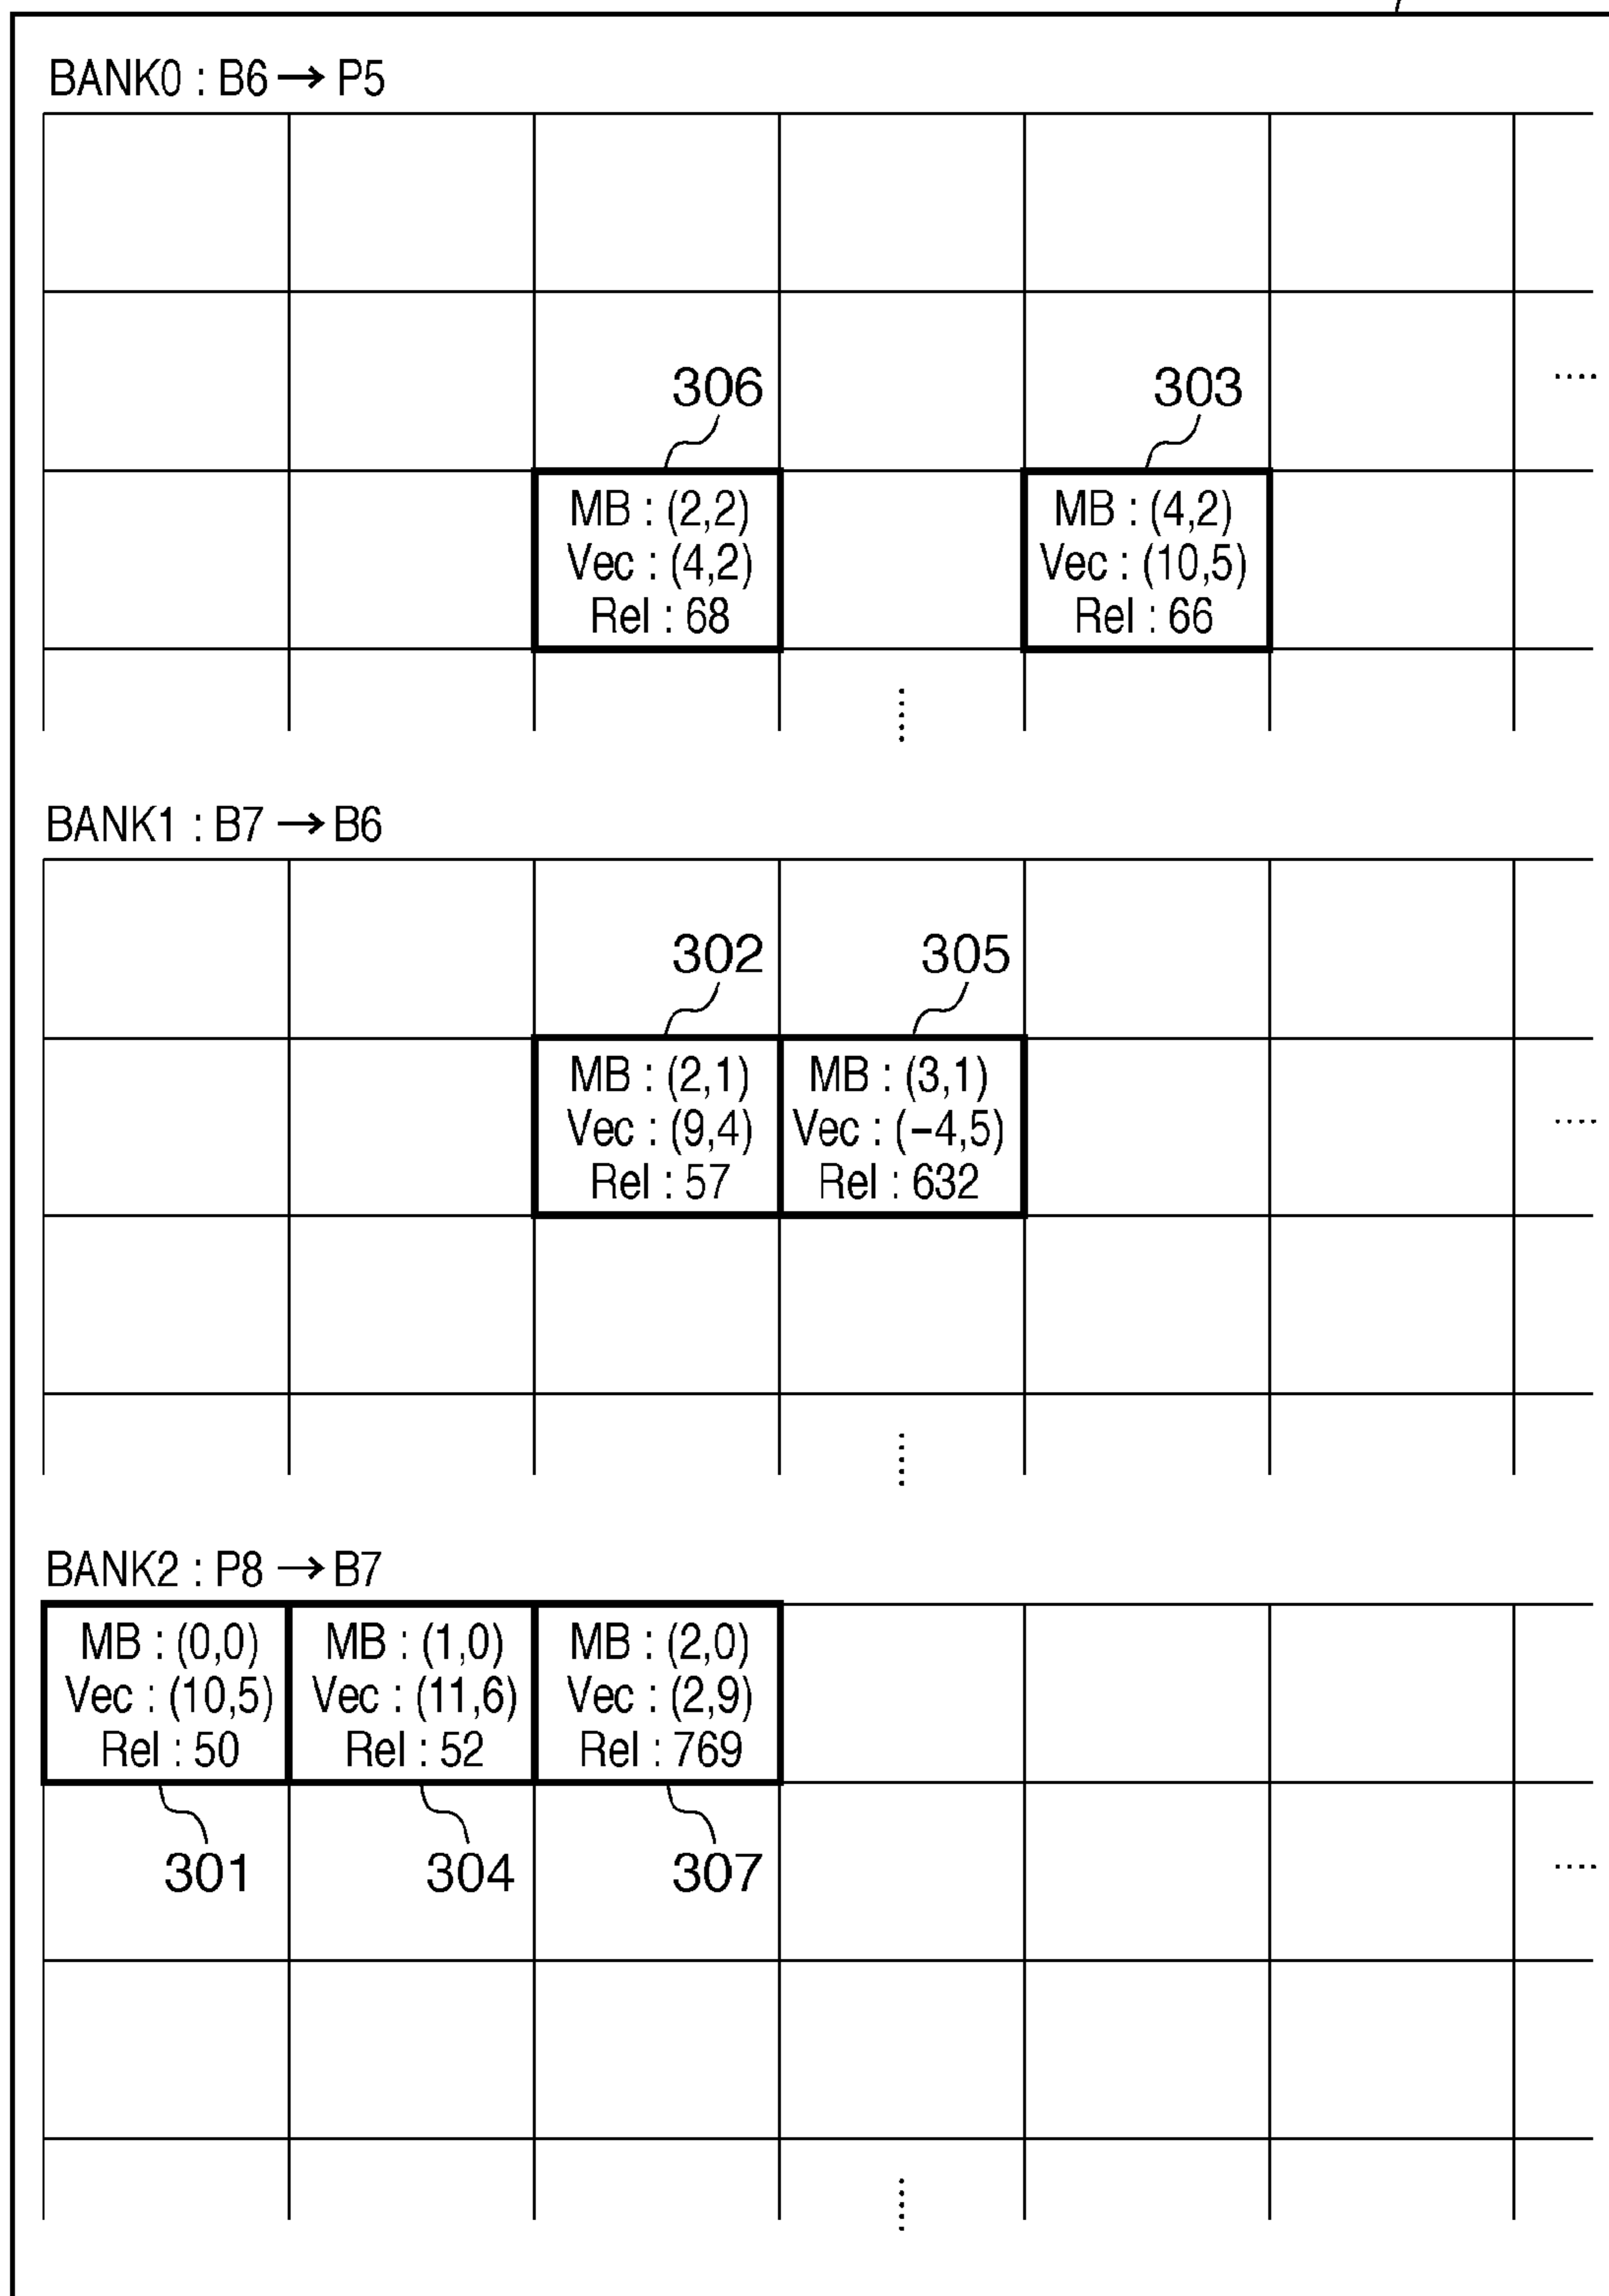 BANK0 : B6 → P5
306
303
MB : (2,2)
Vec : (4,2)
Rel : 68
MB : (4,2)
Vec : (10,5)
Rel : 66
BANK1 : B7 → B6
302
305
MB : (2,1)
Vec : (9,4)
Rel : 57
MB : (3,1)
Vec : (−4,5)
Rel : 632
BANK2 : P8 → B7
MB : (0,0)
Vec : (10,5)
Rel : 50
MB : (1,0)
Vec : (11,6)
Rel : 52
MB : (2,0)
Vec : (2,9)
Rel : 769
301
304
307